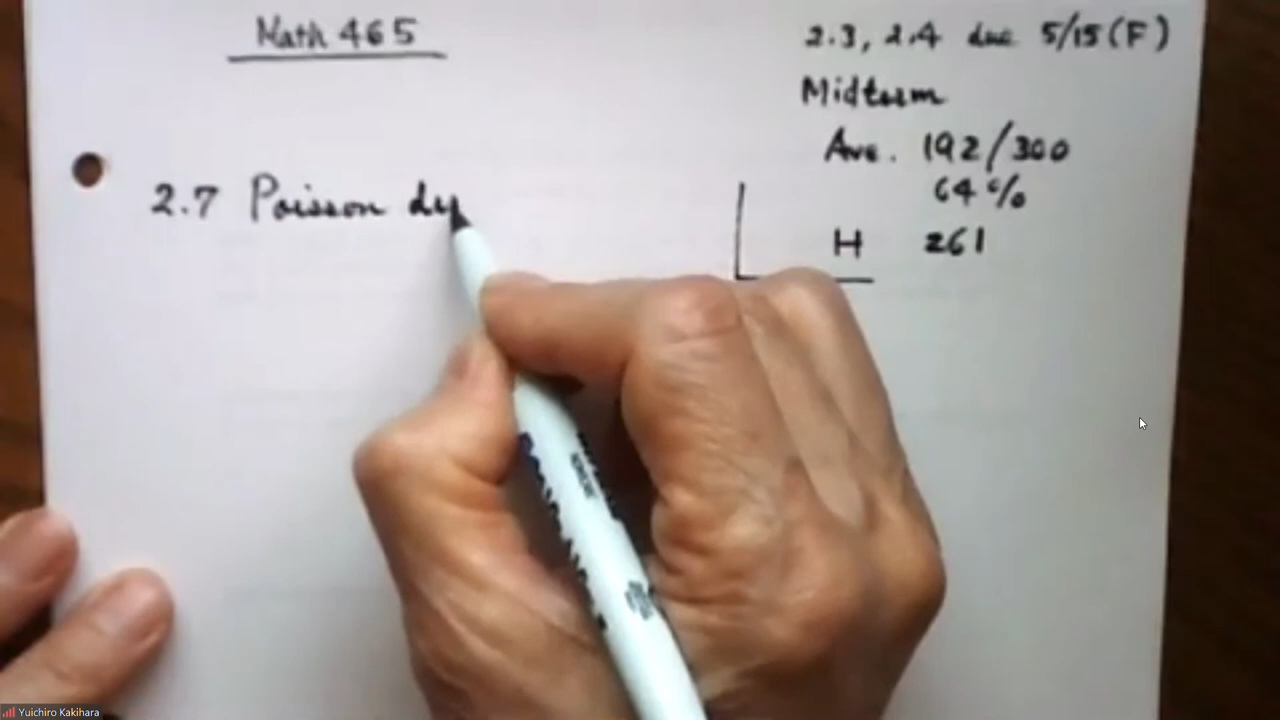 Math 465
2.3, 2.4 due 5/15 (F)
Midterm
Ave. 192/300
64%
H 261
2.7 Poisson
Yuichiro Kakihara